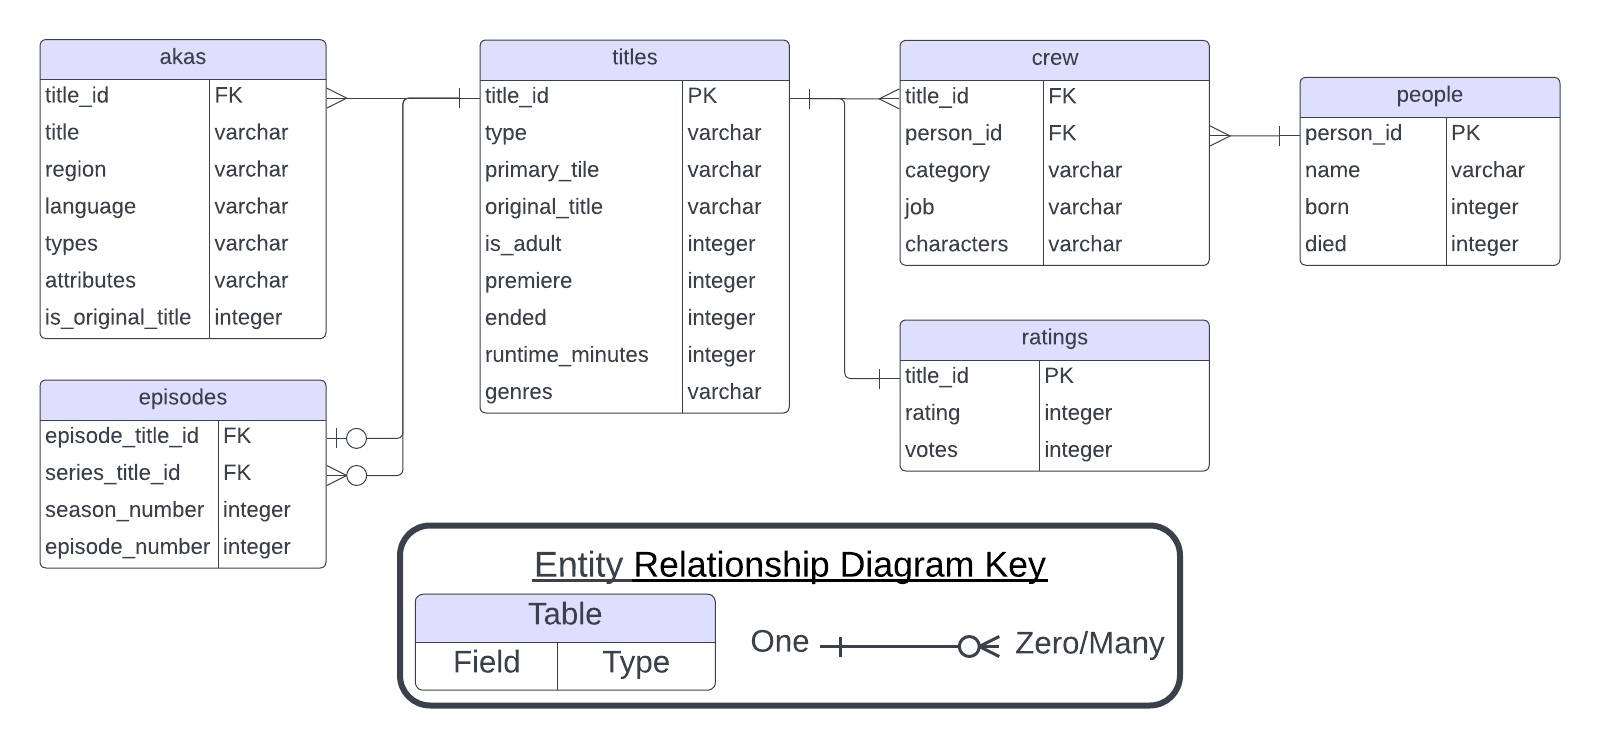 akas
title_id FK
title varchar
region varchar
language varchar
types varchar
attributes varchar
is_original_title integer
episodes
episode_title_id FK
series_title_id FK
season_number integer
episode_number integer
titles
title_id PK
type varchar
primary_tile varchar
original_title varchar
is_adult integer
premiere integer
ended integer
runtime_minutes integer
genres varchar
crew
title_id FK
person_id FK
category varchar
job varchar
characters varchar
ratings
title_id PK
rating integer
votes integer
people
person_id PK
name varchar
born integer
died integer
Entity Relationship Diagram Key
Table
Field Type
One Zero/Many